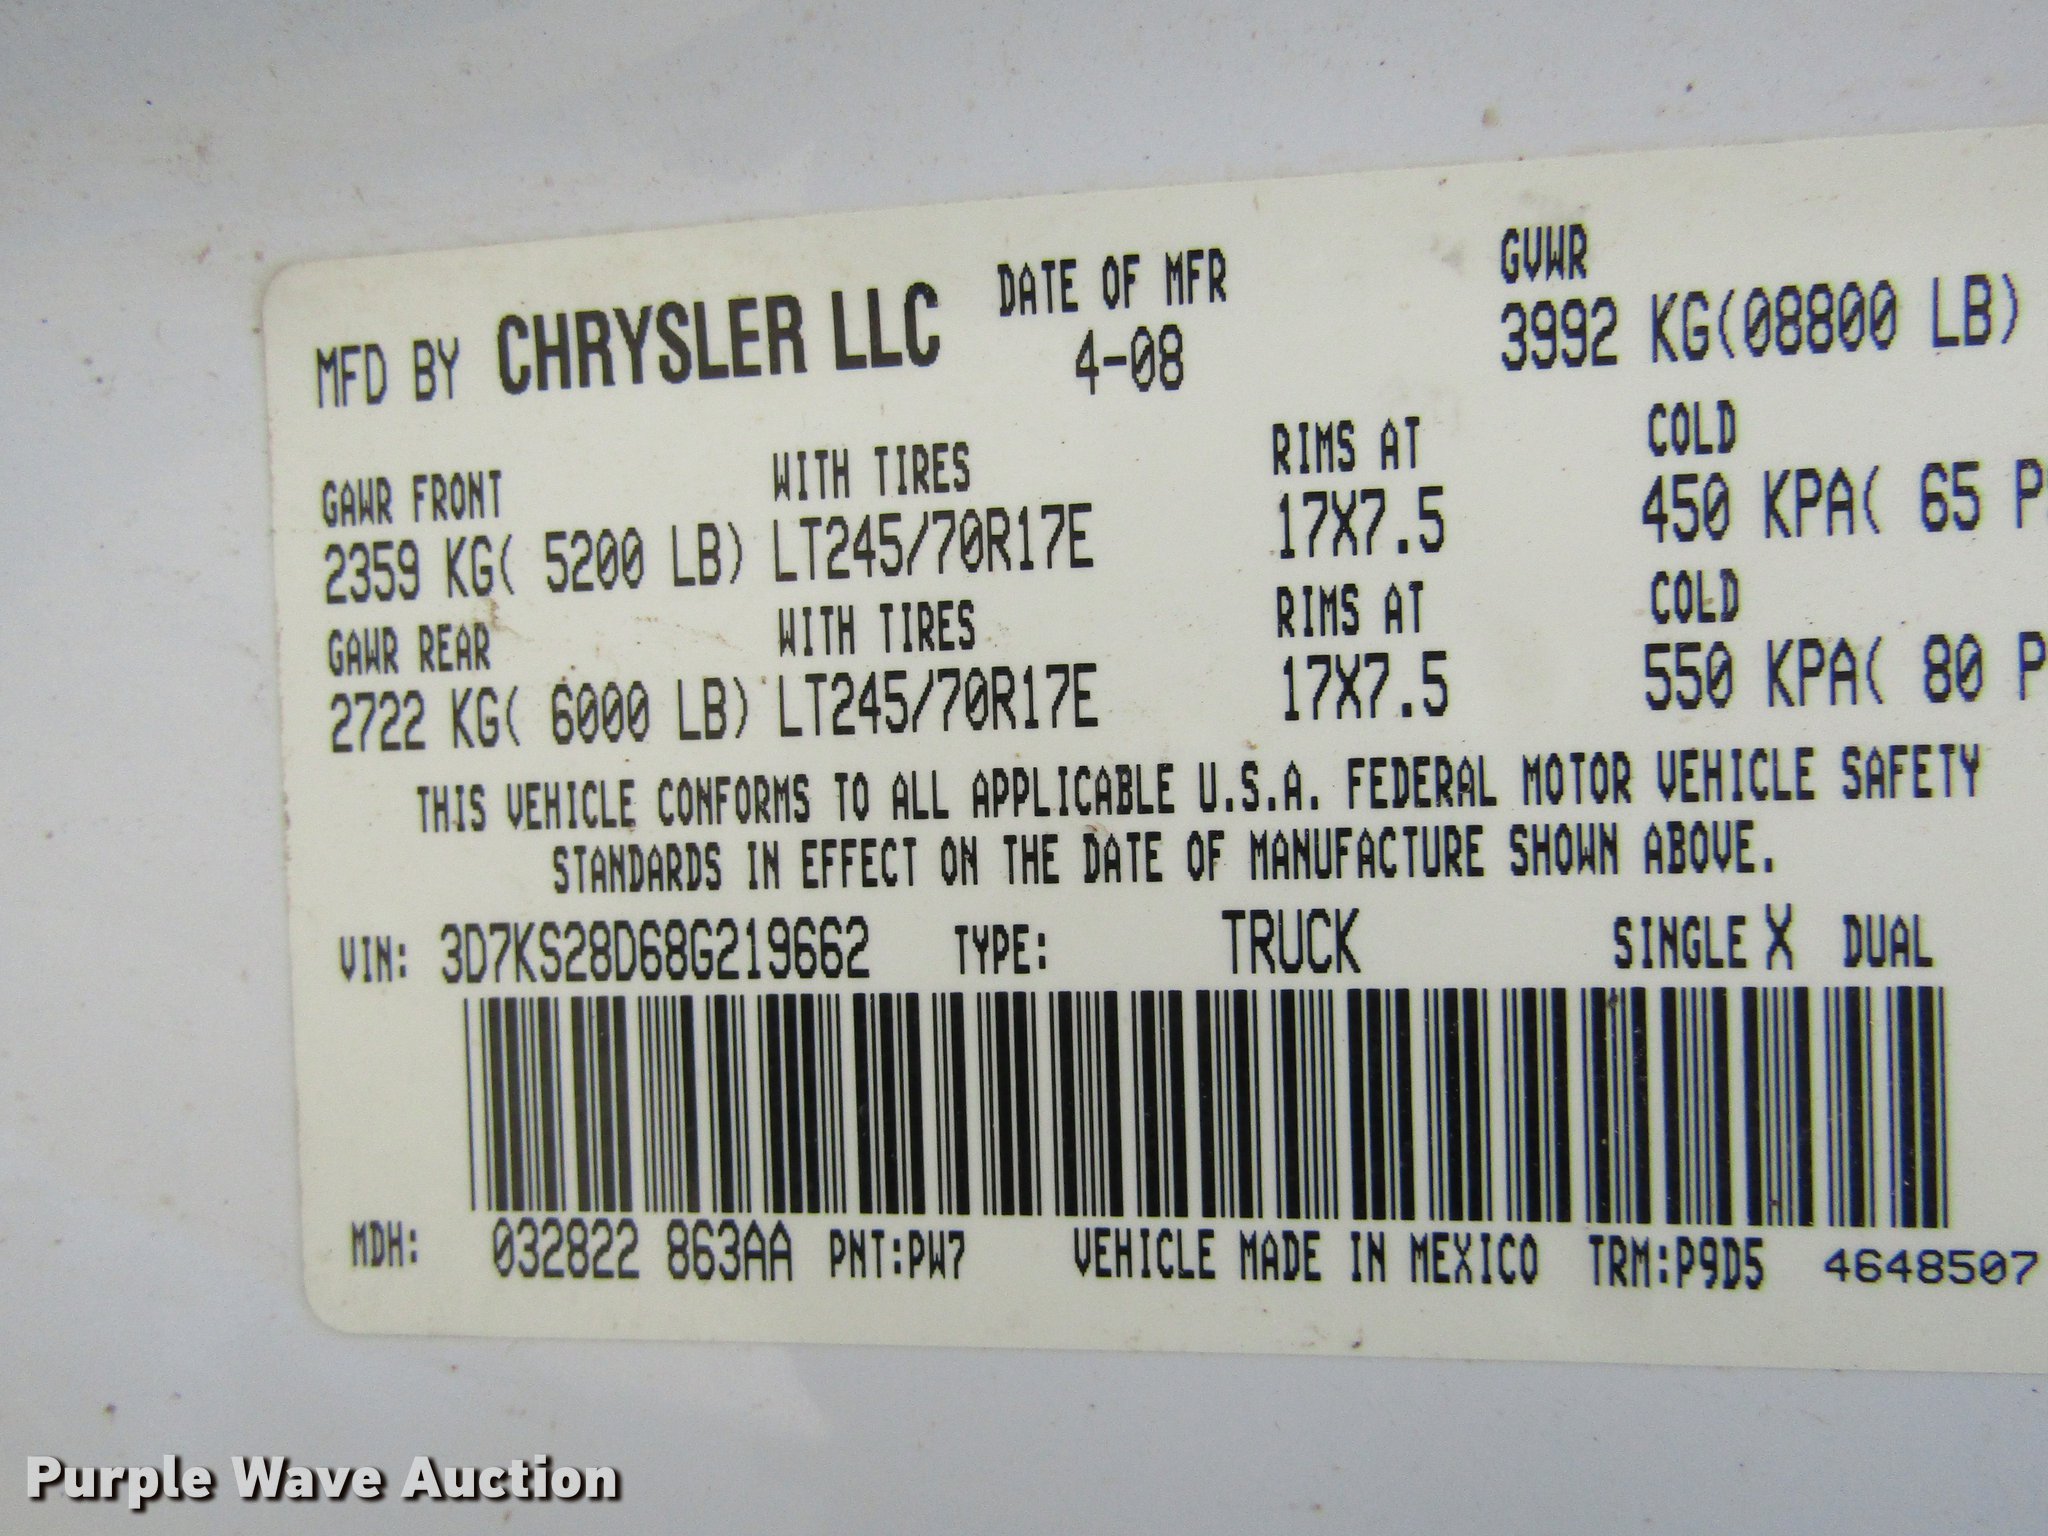 MFD BY CHRYSLER LLC DATE OF MFR GVWR
4-08 3992 KG(08800 LB)
GAWR FRONT WITH TIRES RIMS AT COLD
2359 KG( 5200 LB) LT245/70R17E 17X7.5 450 KPA( 65 P
GAWR REAR WITH TIRES RIMS AT COLD
2722 KG( 6000 LB) LT245/70R17E 17X7.5 550 KPA( 80 P
THIS VEHICLE CONFORMS TO ALL APPLICABLE U.S.A. FEDERAL MOTOR VEHICLE SAFETY
STANDARDS IN EFFECT ON THE DATE OF MANUFACTURE SHOWN ABOVE.
VIN: 3D7KS28D68G219662 TYPE: TRUCK SINGLE X DUAL
MDH: 032822 863AA PNT:PW7 VEHICLE MADE IN MEXICO TRM:P9D5 4648507
Purple Wave Auction